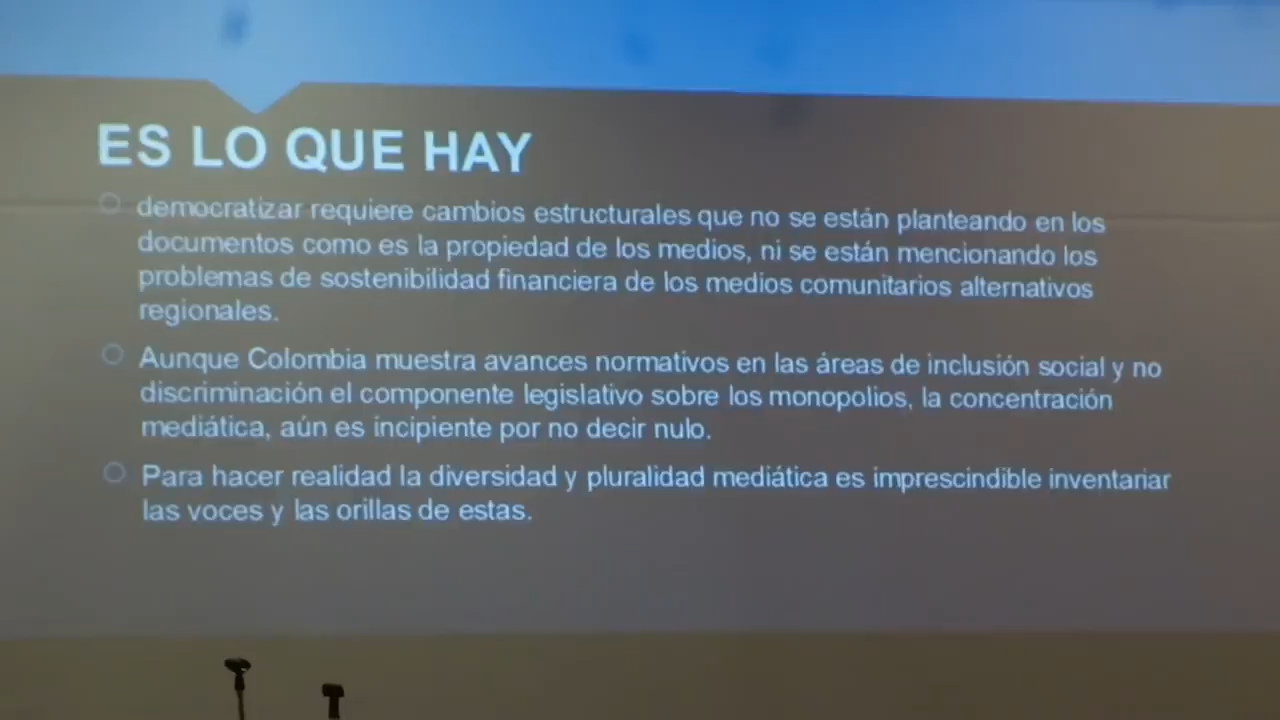 ES LO QUE HAY
democratizar requiere cambios estructurales que no se están planteando en los
documentos como es la propiedad de los medios, ni se están mencionando los
problemas de sostenibilidad financiera de los medios comunitarios alternativos
regionales.
Aunque Colombia muestra avances normativos en las áreas de inclusión social y no
discriminación el componente legislativo sobre los monopolios, la concentración
mediática, aún es incipiente por no decir nulo.
Para hacer realidad la diversidad y pluralidad mediática es imprescindible inventariar
las voces y las orillas de estas.